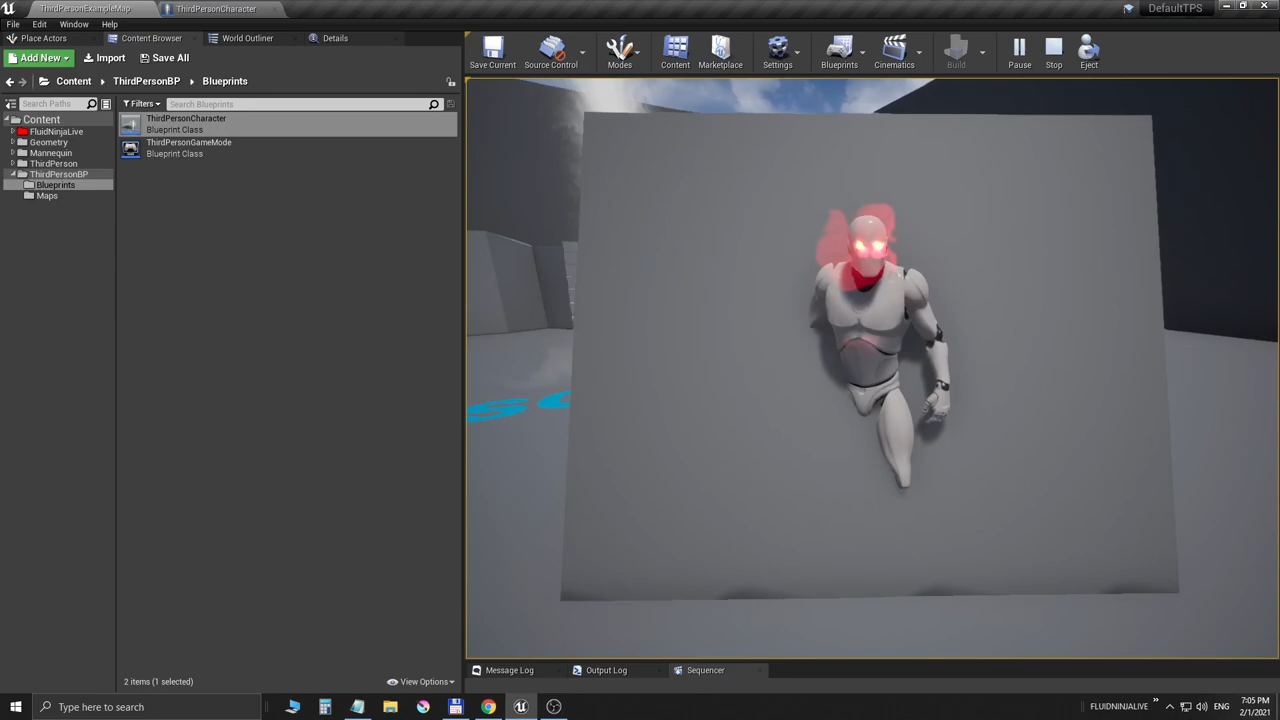 ThirdPersonExampleMap
ThirdPersonCharacter
DefaultTPS
File Edit Window Help
Place Actors
Content Browser
World Outliner
Details
Add New
Import
Save All
Save Current
Source Control
Modes
Content
Marketplace
Settings
Blueprints
Cinematics
Build
Pause
Stop
Eject
Content
ThirdPersonBP
Blueprints
Search Paths
Filters
Search Blueprints
Content
FluidNinjaLive
Geometry
Mannequin
ThirdPerson
ThirdPersonBP
Blueprints
Maps
ThirdPersonCharacter
Blueprint Class
ThirdPersonGameMode
Blueprint Class
2 items (1 selected)
View Options
Message Log
Output Log
Sequencer
Type here to search
FLUIDNINJALIVE
ENG
7:05 PM
2/1/2021